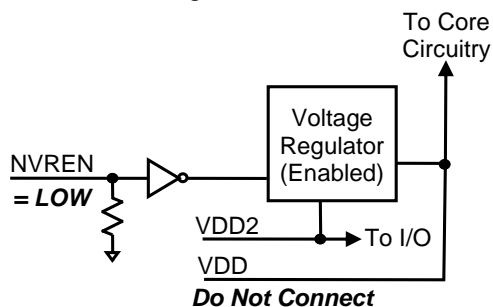 To Core
Circuitry
Voltage
Regulator
(Enabled)
NVREN
= LOW
VDD2
To I/O
VDD
Do Not Connect